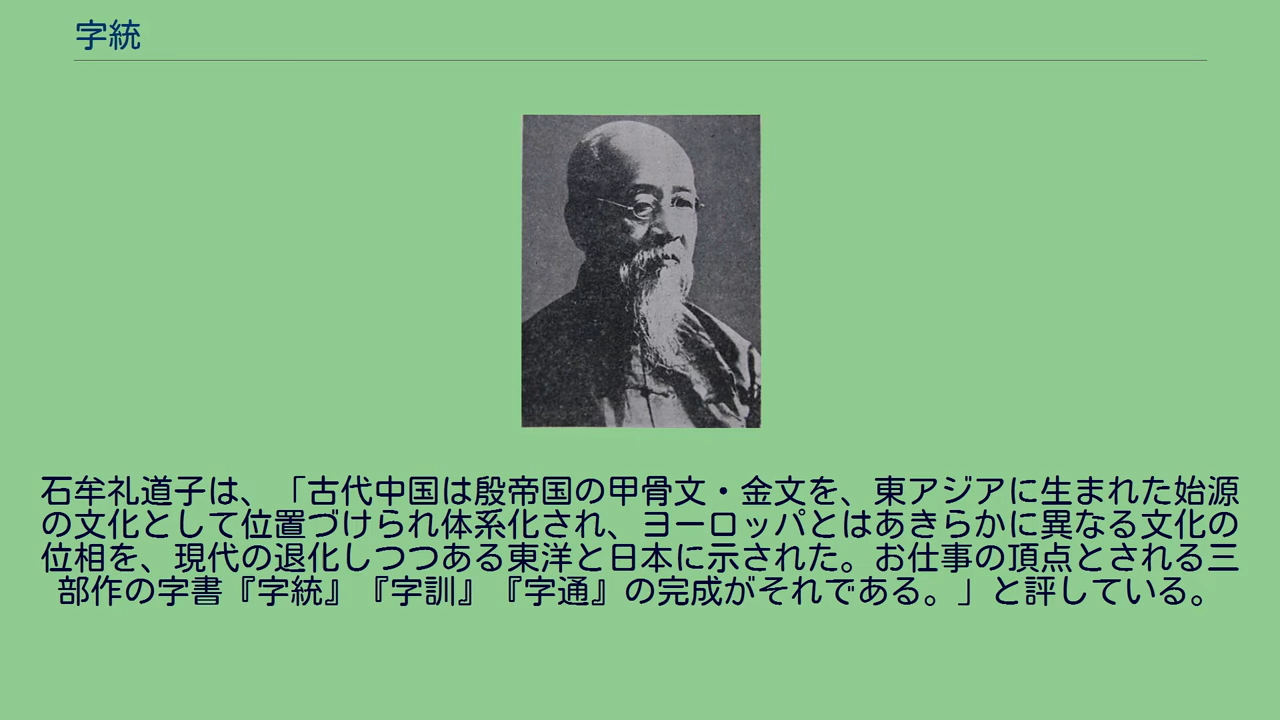 字統
石牟礼道子は、「古代中国は殷帝国の甲骨文・金文を、東アジアに生まれた始源
の文化として位置づけられ体系化され、ヨーロッパとはあきらかに異なる文化の
位相を、現代の退化しつつある東洋と日本に示された。お仕事の頂点とされる三
部作の字書『字統』『字訓』『字通』の完成がそれである。」と評している。